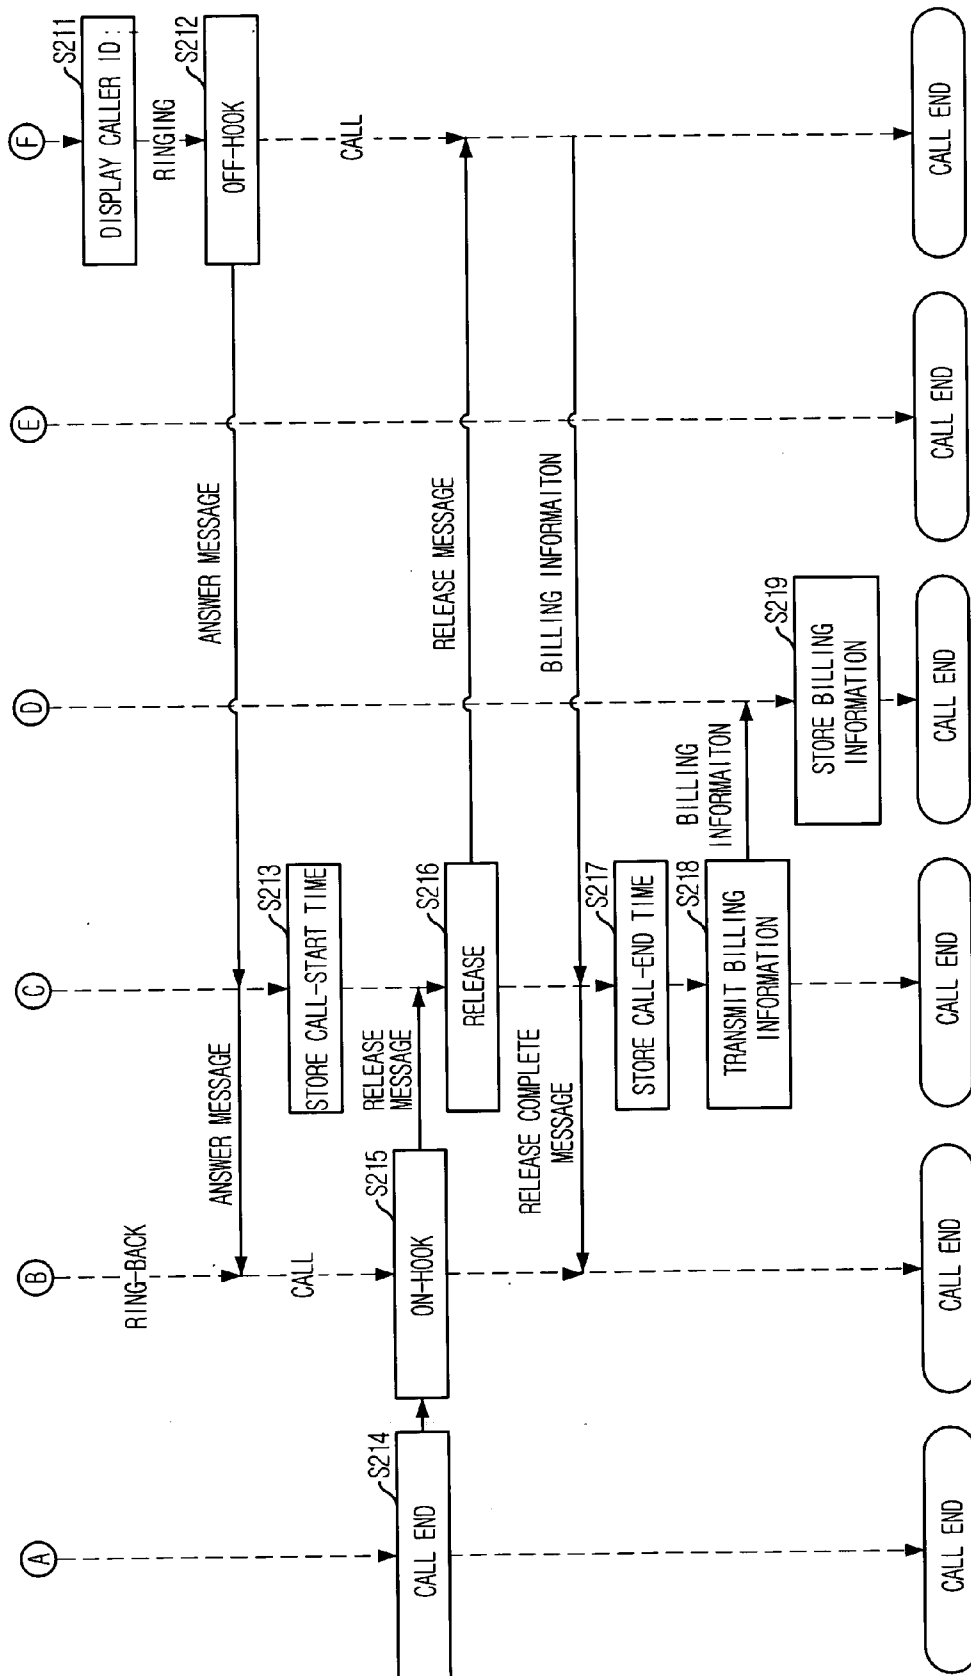 A
B
C
D
E
F
S211
DISPLAY CALLER ID:
RINGING
S212
OFF-HOOK
RING-BACK
ANSWER MESSAGE
ANSWER MESSAGE
CALL
CALL
S213
STORE CALL-START TIME
S214
CALL END
S215
ON-HOOK
RELEASE
MESSAGE
S216
RELEASE
RELEASE MESSAGE
RELEASE COMPLETE
MESSAGE
BILLING INFORMAITON
S217
STORE CALL-END TIME
S218
TRANSMIT BILLING
INFORMATION
BILLING
INFORMAITON
S219
STORE BILLING
INFORMATION
CALL END
CALL END
CALL END
CALL END
CALL END
CALL END